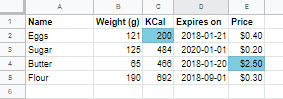 A B C D E
1 Name Weight (g) KCal Expires on Price
2 Eggs 121 200 2018-01-21 $0.40
3 Sugar 125 484 2020-01-01 $0.20
4 Butter 65 466 2018-01-20 $2.50
5 Flour 190 692 2018-09-01 $0.30
6